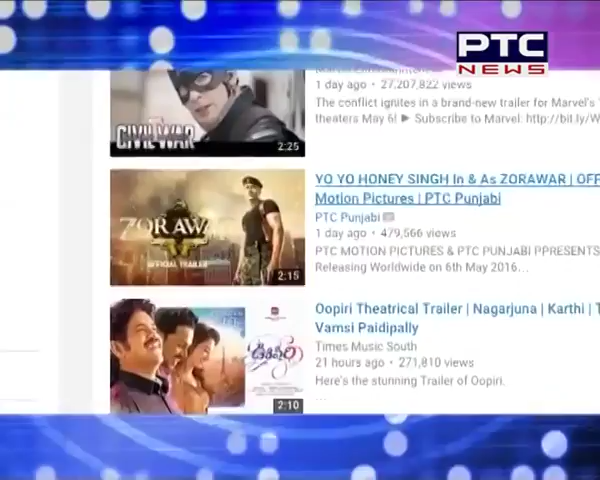 PTC
NEWS
1 day ago • 27,207,822 views
The conflict ignites in a brand-new trailer for Marvel's
theaters May 6! ► Subscribe to Marvel: http://bit.ly/W
CIVIL WAR
2:25
YO YO HONEY SINGH In & As ZORAWAR | OFF
Motion Pictures | PTC Punjabi
PTC Punjabi
1 day ago • 479,566 views
PTC MOTION PICTURES & PTC PUNJABI PPRESENTS
Releasing Worldwide on 6th May 2016...
ZORAWAR
OFFICIAL TRAILER
2:15
Oopiri Theatrical Trailer | Nagarjuna | Karthi | T
Vamsi Paidipally
Times Music South
21 hours ago • 271,810 views
Here's the stunning Trailer of Oopiri.
...
ఊపిరి
2:10